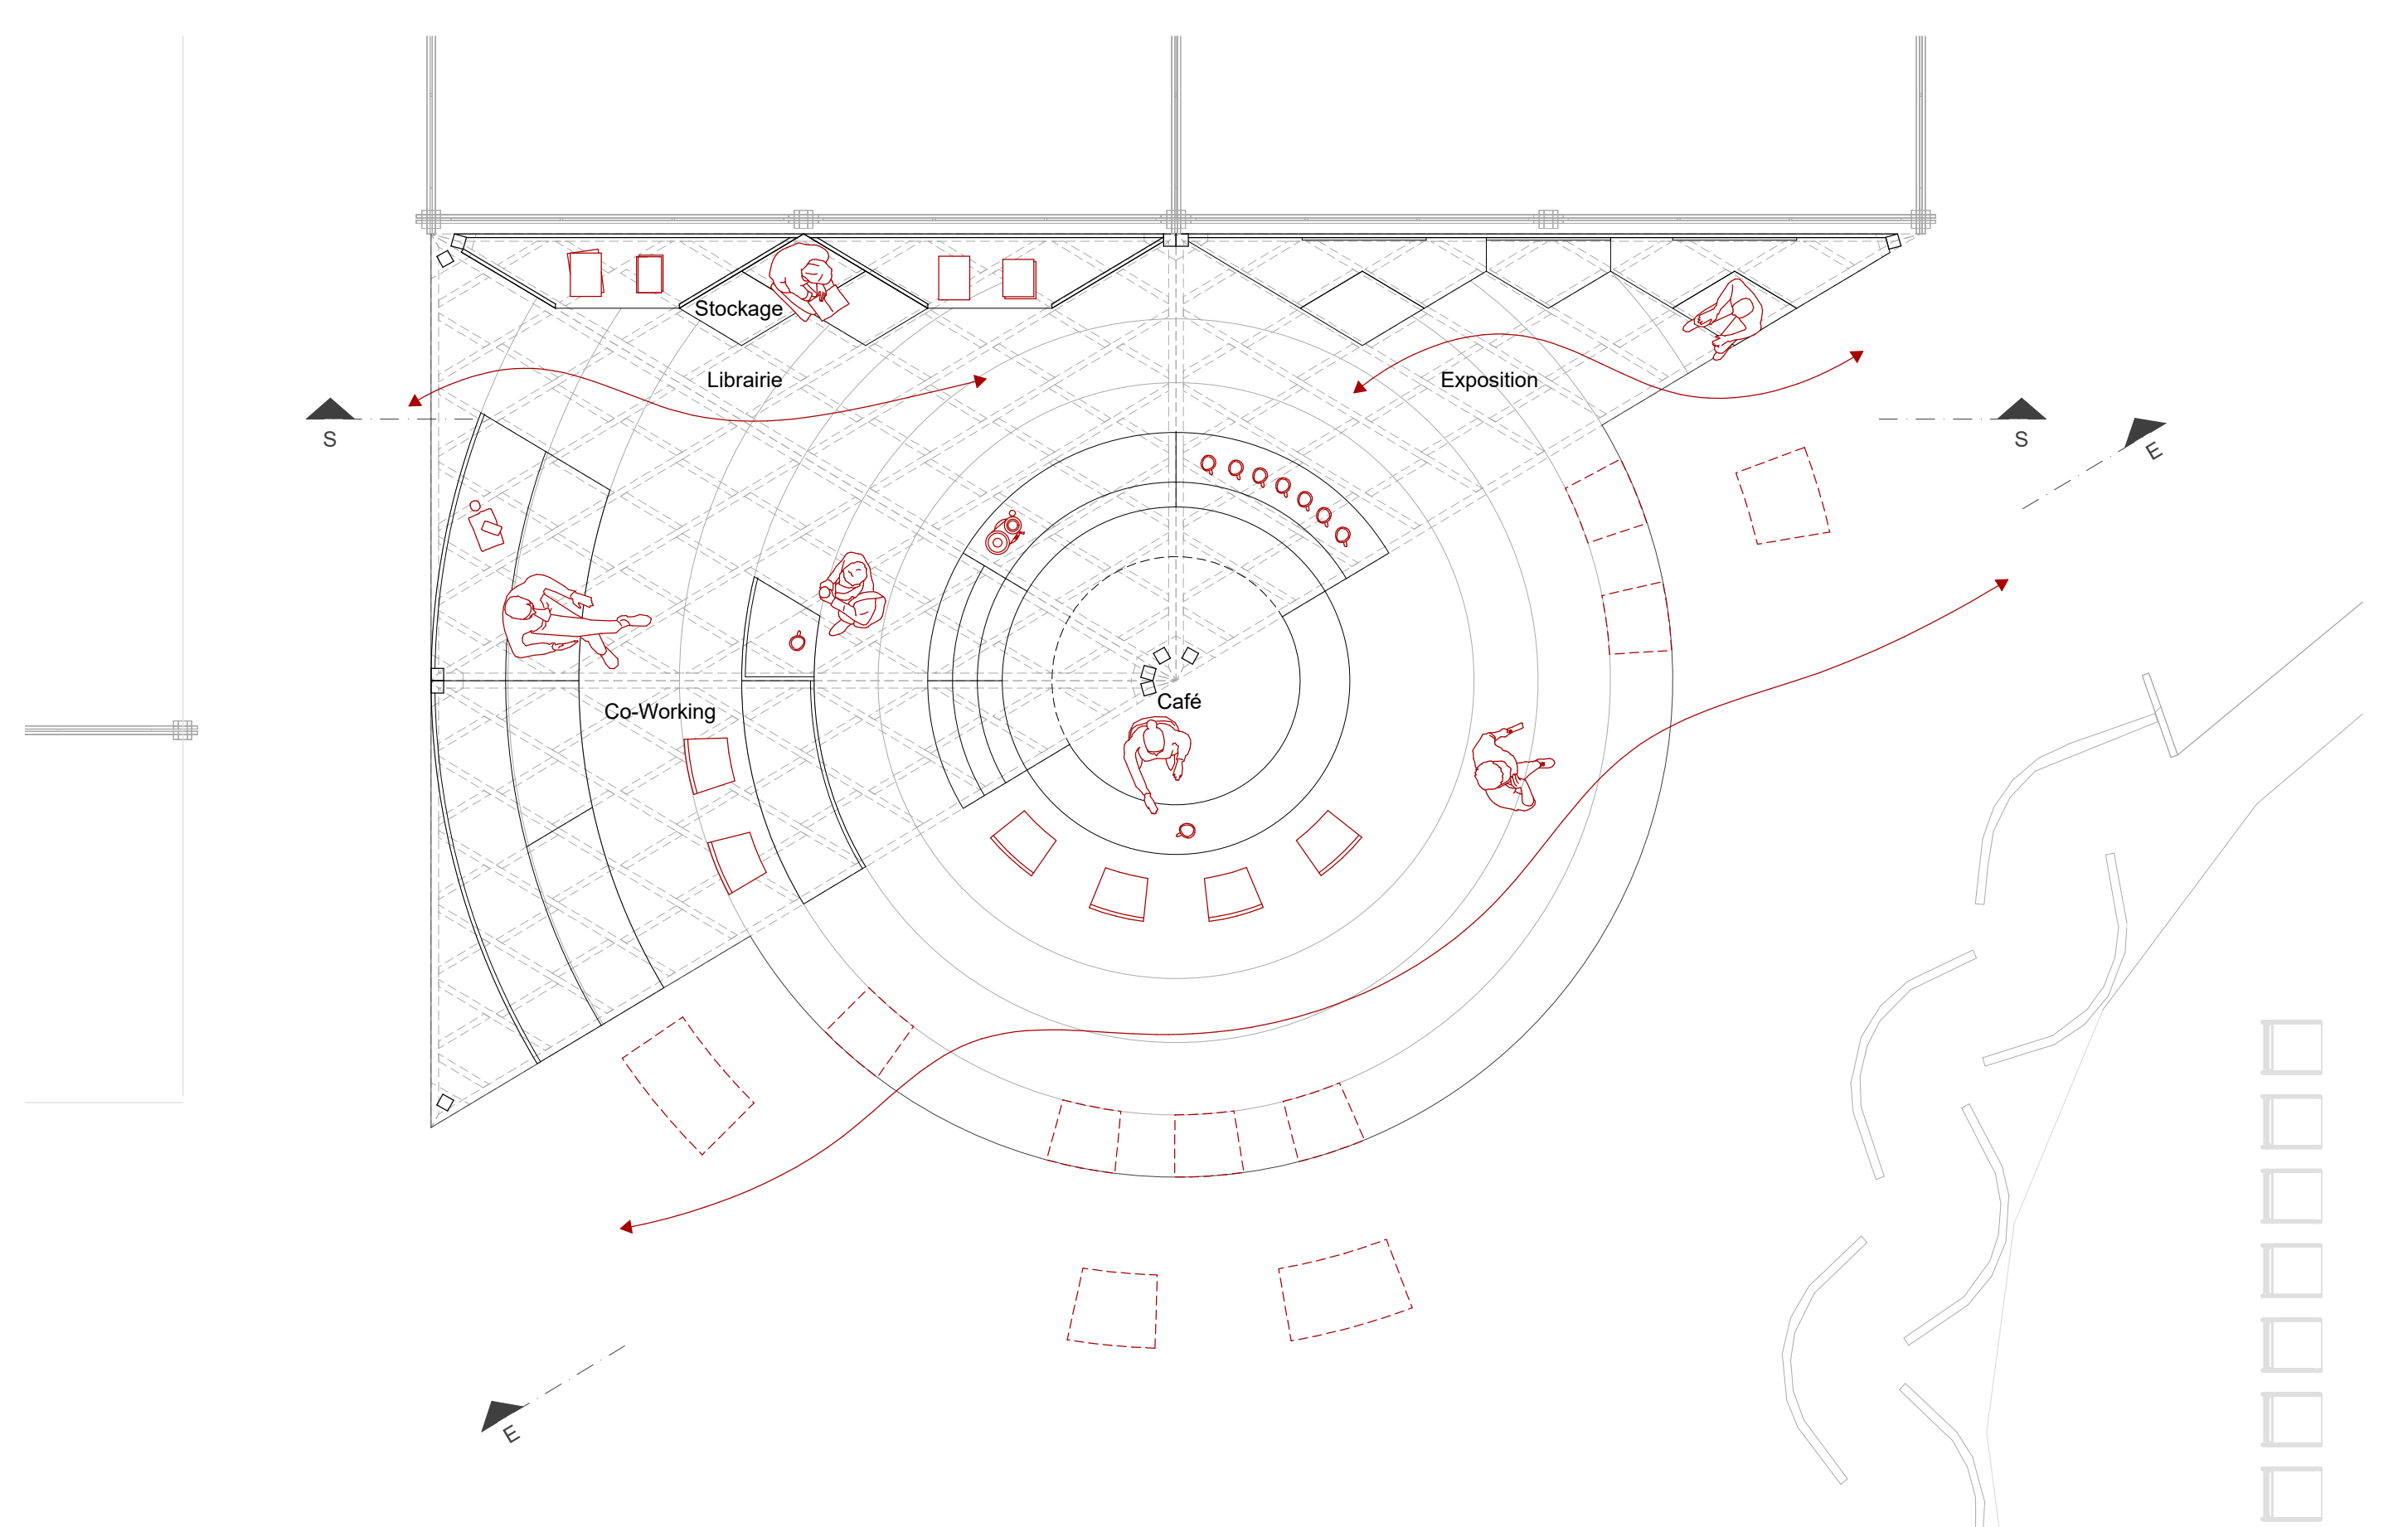 Stockage
Librairie
Exposition
S
S
E
Co-Working
Café
E